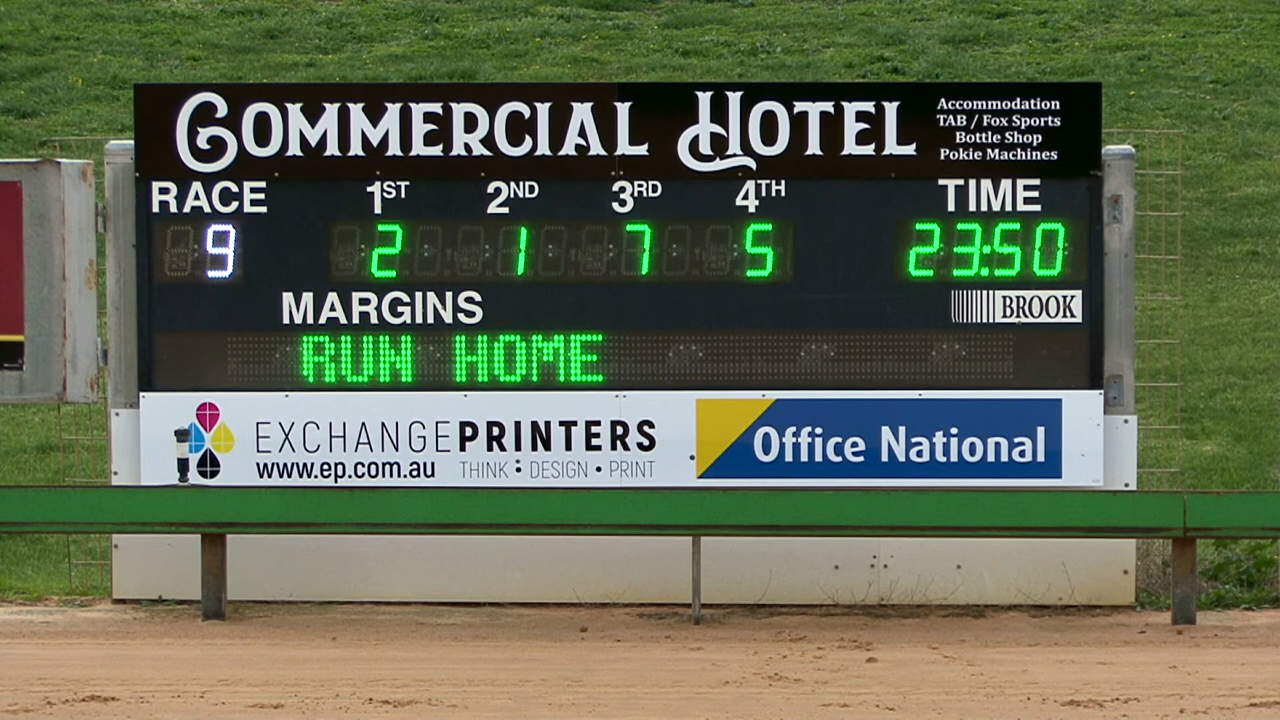 COMMERCIAL HOTEL
Accommodation
TAB / Fox Sports
Bottle Shop
Pokie Machines
RACE 1ST 2ND 3RD 4TH TIME
9 2 1 7 5 23:50
MARGINS
BROOK
RUN HOME
EXCHANGEPRINTERS
www.ep.com.au THINK • DESIGN • PRINT
Office National